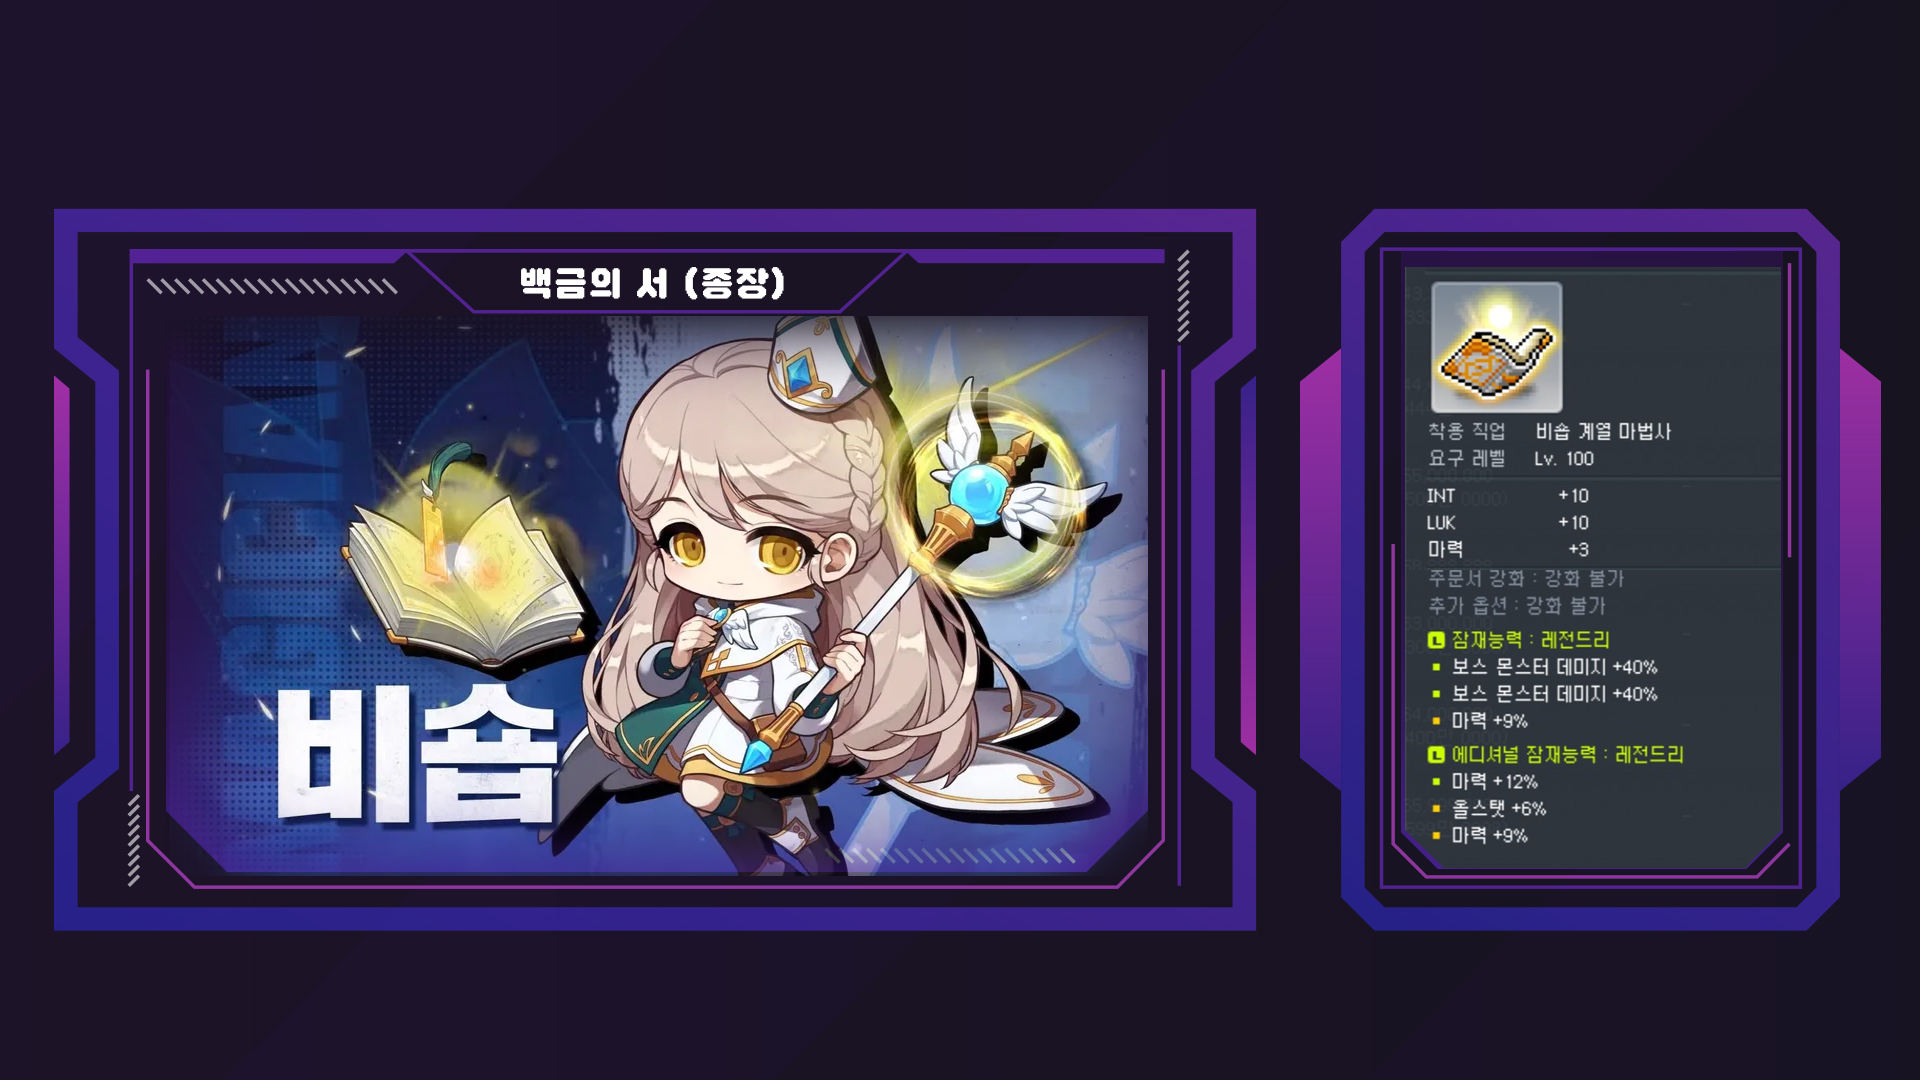 백금의 서 (종장)
비숍
착용 직업 비숍 계열 마법사
요구 레벨 Lv. 100
INT +10
LUK +10
마력 +3
주문서 강화 : 강화 불가
추가 옵션 : 강화 불가
L 잠재능력 : 레전드리
보스 몬스터 데미지 +40%
보스 몬스터 데미지 +40%
마력 +9%
L 에디셔널 잠재능력 : 레전드리
마력 +12%
올스탯 +6%
마력 +9%